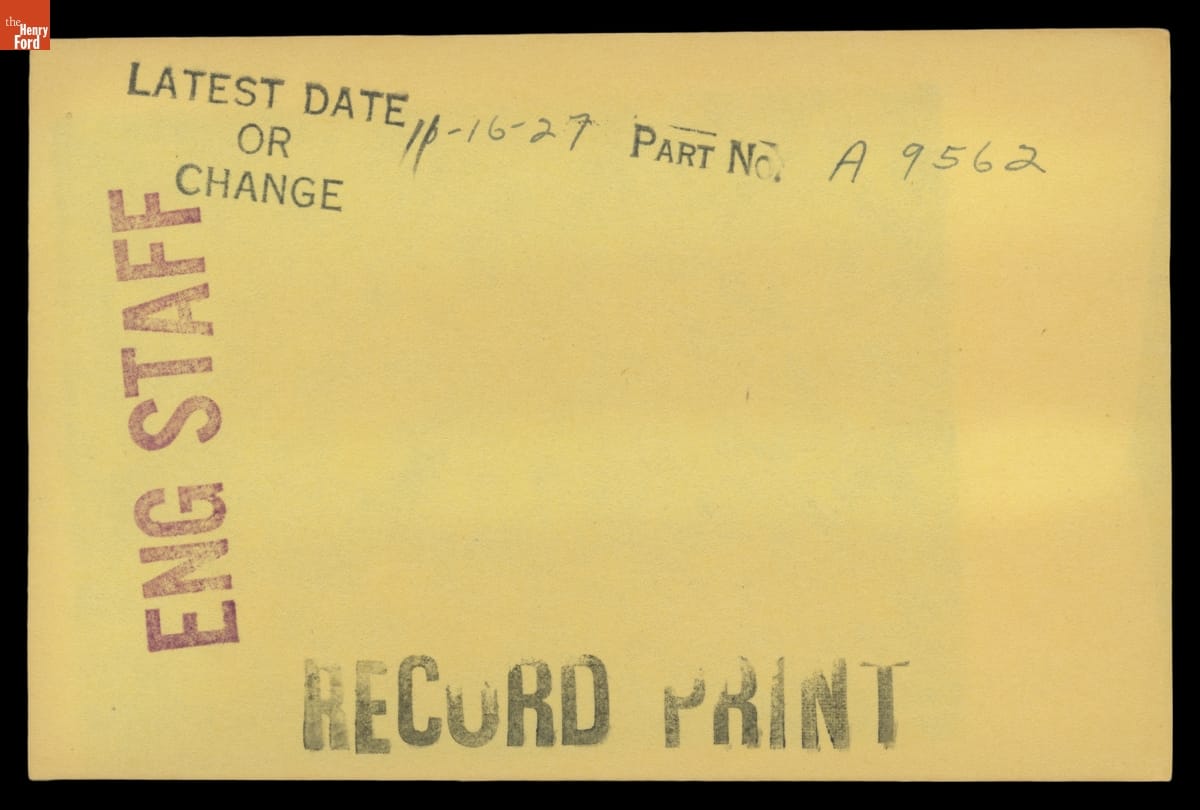 the
Henry
Ford
LATEST DATE
OR
CHANGE
11-16-27
PART NO. A 9562
ENG STAFF
RECORD PRINT